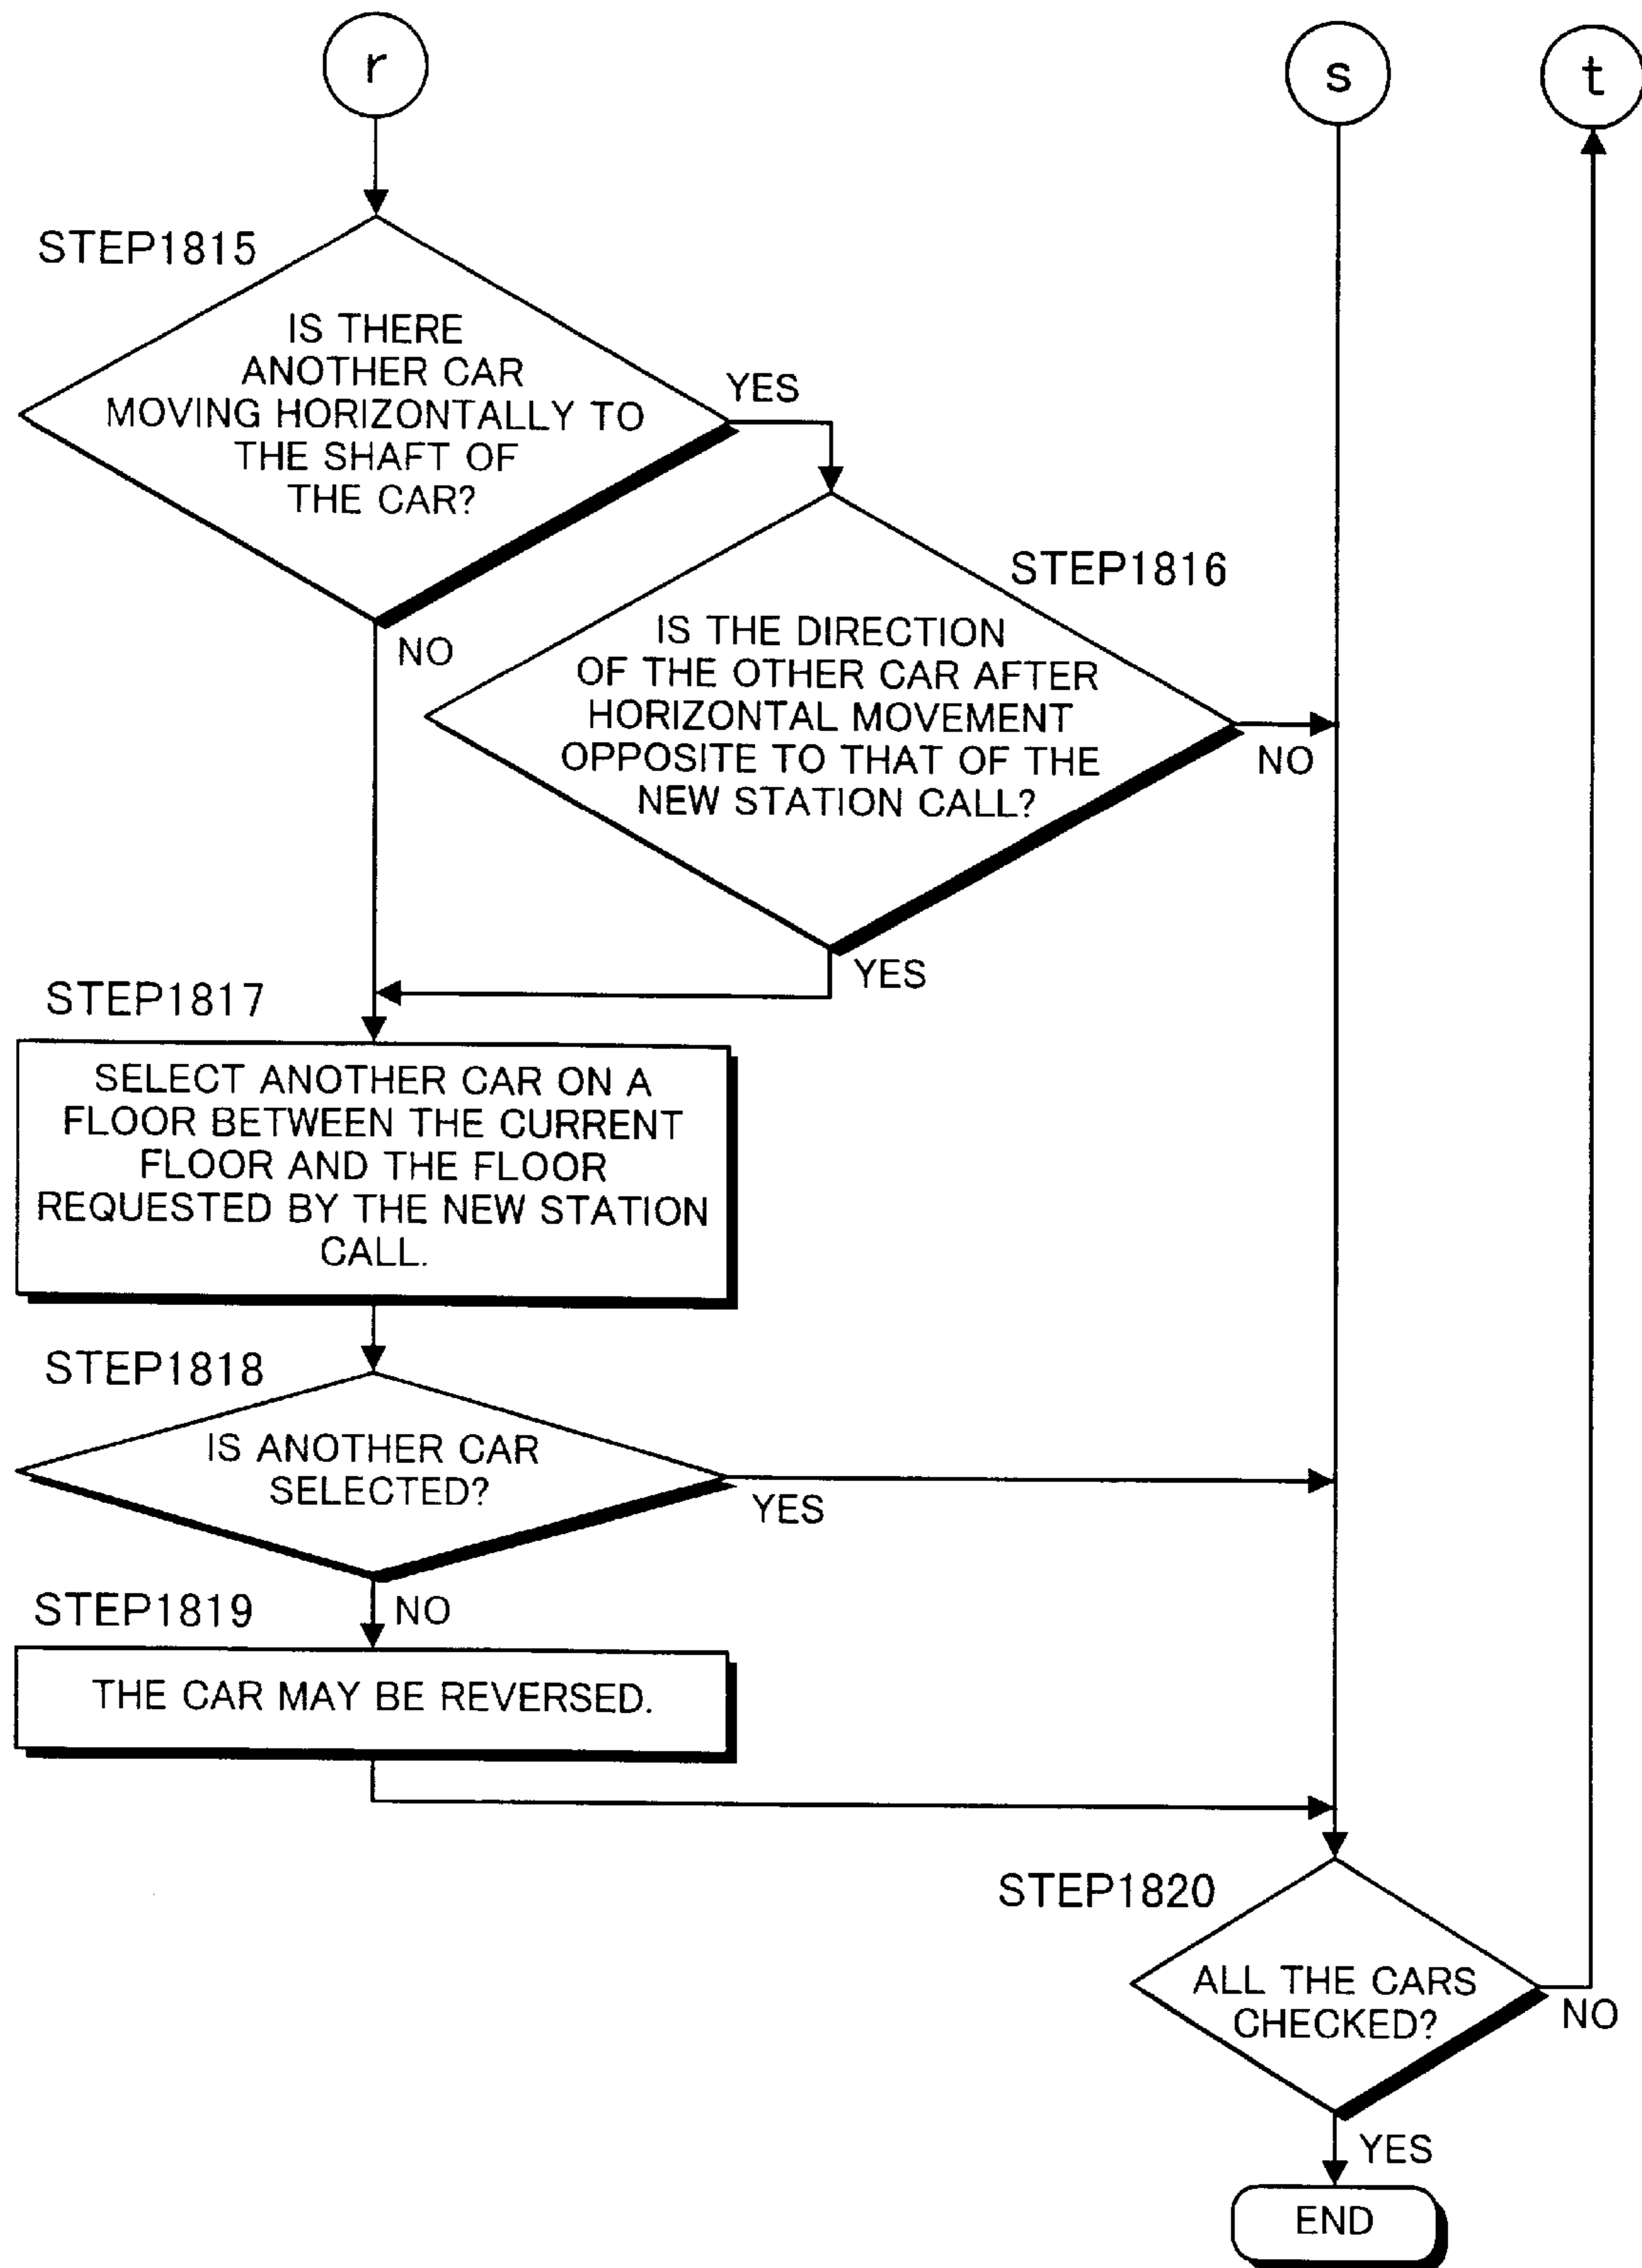 r
s
t
STEP1815
IS THERE
ANOTHER CAR
MOVING HORIZONTALLY TO
THE SHAFT OF
THE CAR?
YES
NO
STEP1816
IS THE DIRECTION
OF THE OTHER CAR AFTER
HORIZONTAL MOVEMENT
OPPOSITE TO THAT OF THE
NEW STATION CALL?
NO
YES
STEP1817
SELECT ANOTHER CAR ON A
FLOOR BETWEEN THE CURRENT
FLOOR AND THE FLOOR
REQUESTED BY THE NEW STATION
CALL.
STEP1818
IS ANOTHER CAR
SELECTED?
YES
NO
STEP1819
THE CAR MAY BE REVERSED.
STEP1820
ALL THE CARS
CHECKED?
NO
YES
END